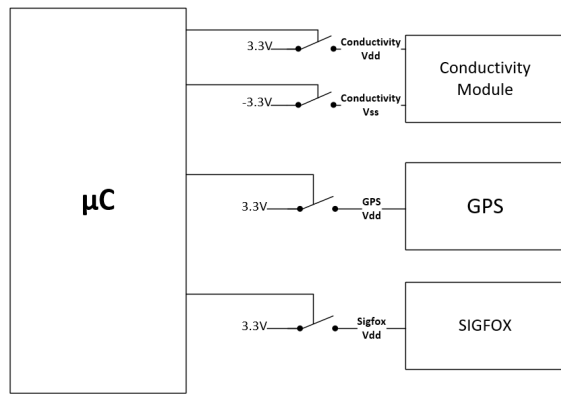 3.3V
Conductivity
Vdd
Conductivity
Module
-3.3V
Conductivity
Vss
μC
3.3V
GPS
Vdd
GPS
3.3V
Sigfox
Vdd
SIGFOX